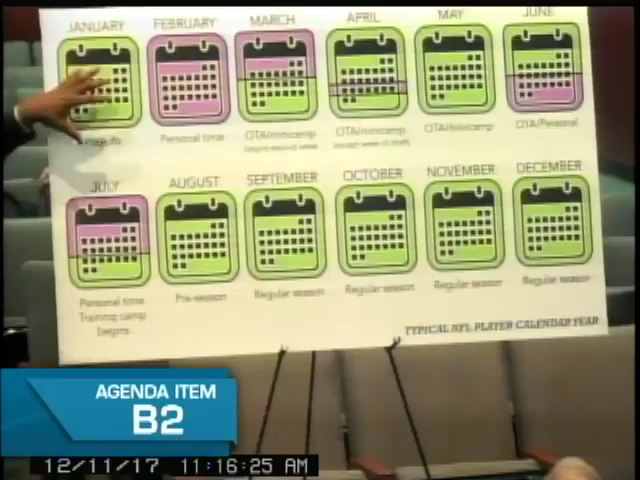 JANUARY FEBRUARY MARCH APRIL MAY JUNE
Personal time OTA/minicamp OTA/minicamp OTA/minicamp OTA/Personal
JULY AUGUST SEPTEMBER OCTOBER NOVEMBER DECEMBER
Personal time Pre-season Regular season Regular season Regular season Regular season
Training camp
begins
TYPICAL NFL PLAYER CALENDAR YEAR
AGENDA ITEM
B2
12/11/17 11:16:25 AM